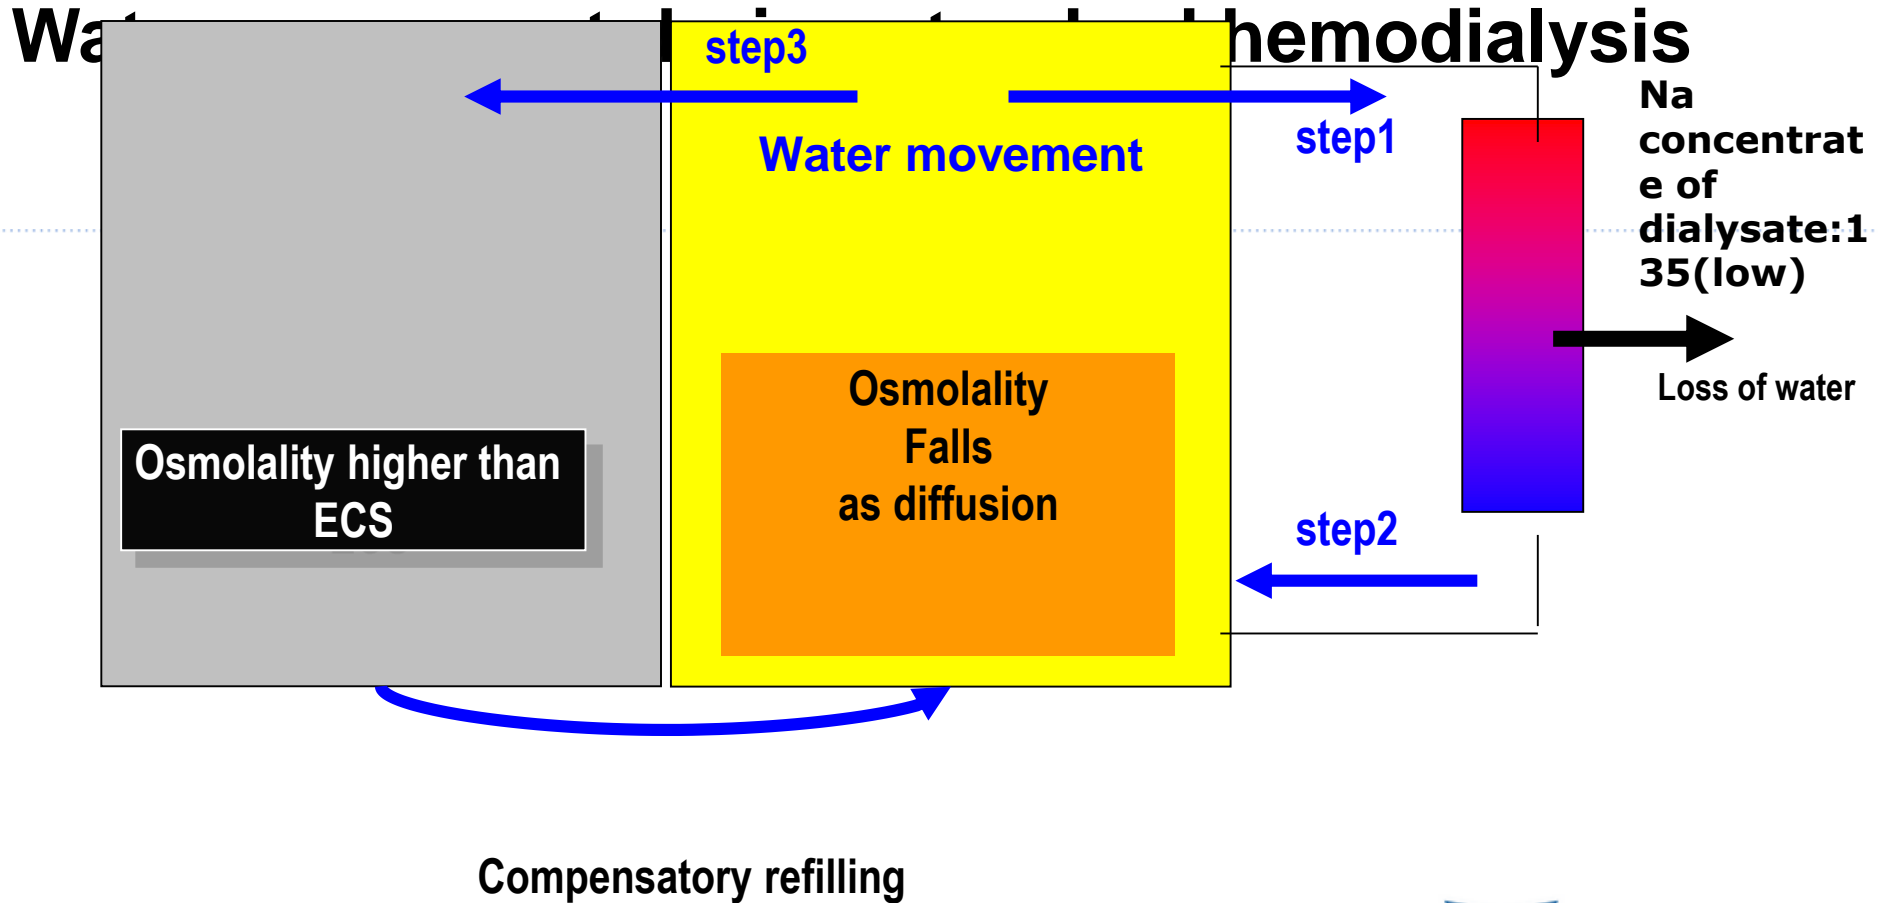 hemodialysis
step3
Na
concentrat
e of
dialysate:1
35(low)
step1
Water movement
Loss of water
Osmolality
Falls
as diffusion
Osmolality higher than
ECS
step2
Compensatory refilling